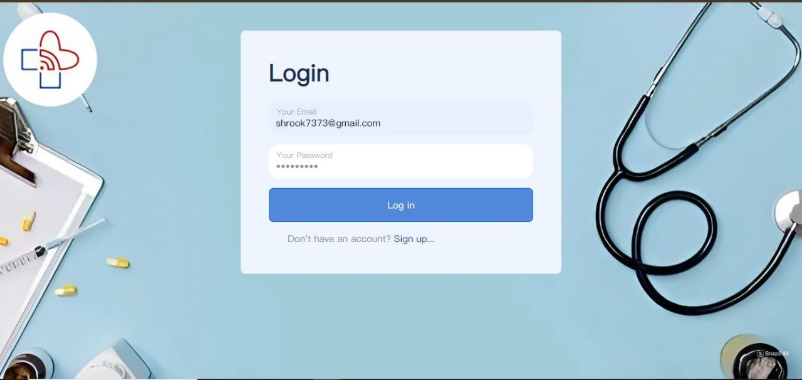 Login
Your Email
shrook7373@gmail.com
Your Password
•••••••••
Log in
Don't have an account? Sign up...